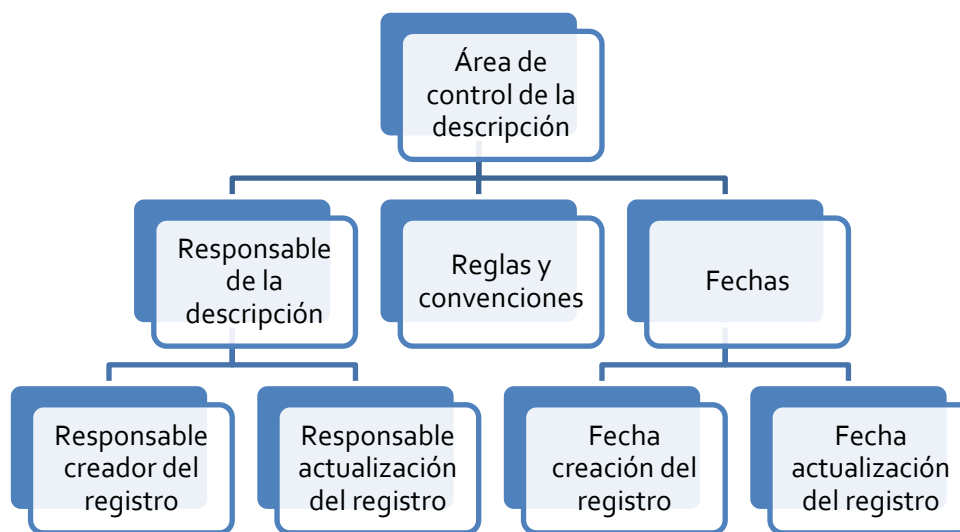 Área de
control de la
descripción
Responsable
de la
descripción
Reglas y
convenciones
Fechas
Responsable
creador del
registro
Responsable
actualización
del registro
Fecha
creación del
registro
Fecha
actualización
del registro